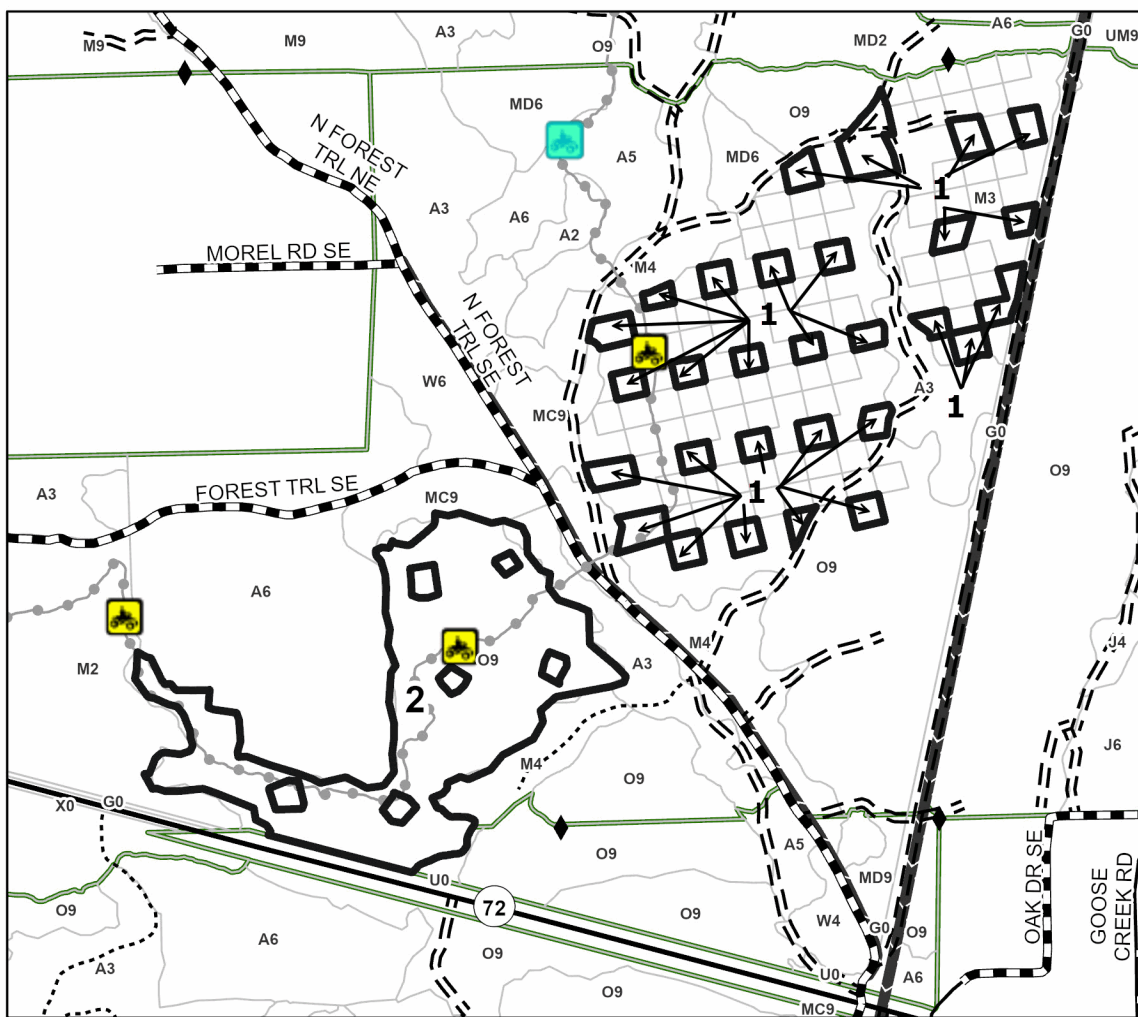 M9
M9
A3
O9
MD2
A6
G0
UM9
N FOREST
TRL NE
MD6
A5
MD6
O9
A3
A6
A2
1
M3
MOREL RD SE
M4
N FOREST
TRL SE
1
W6
MC9
A3
1
G0
O9
A3
FOREST TRL SE
MC9
1
A6
O9
M2
O9
M4
A3
J4
2
M4
O9
J6
X0
G0
A5
O9
U0
MD9
72
O9
O9
W4
G0
O9
OAK DR SE
GOOSE
CREEK RD
A6
A3
O9
U0
A6
O9
MC9